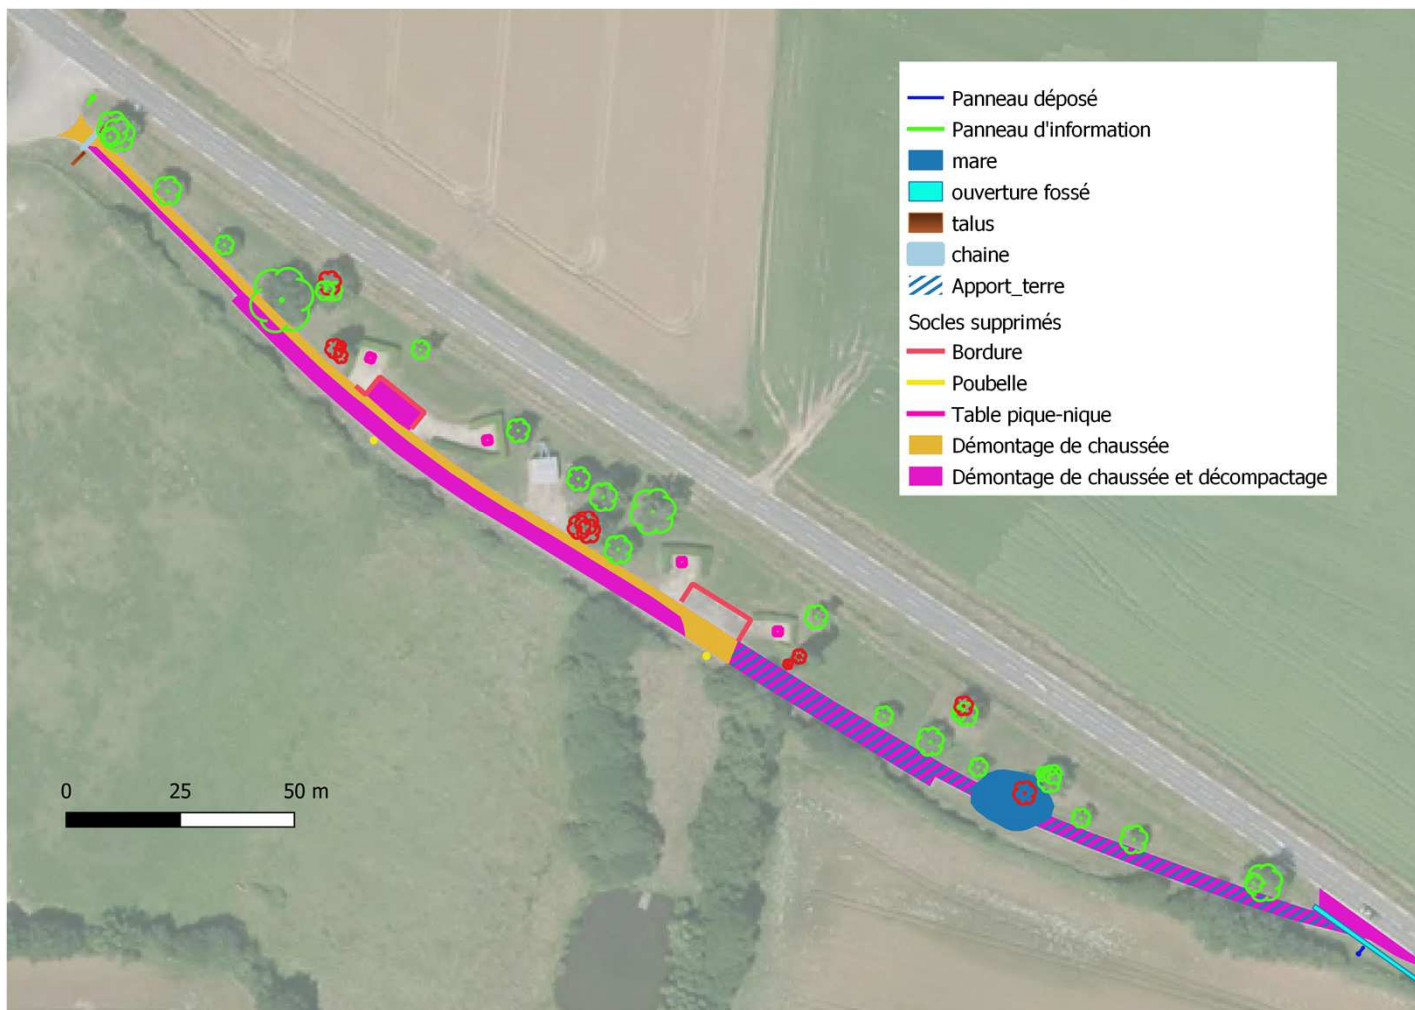 Panneau déposé
Panneau d'information
mare
ouverture fossé
talus
chaine
Apport_terre
Socles supprimés
Bordure
Poubelle
Table pique-nique
Démontage de chaussée
Démontage de chaussée et décompactage
0 25 50 m